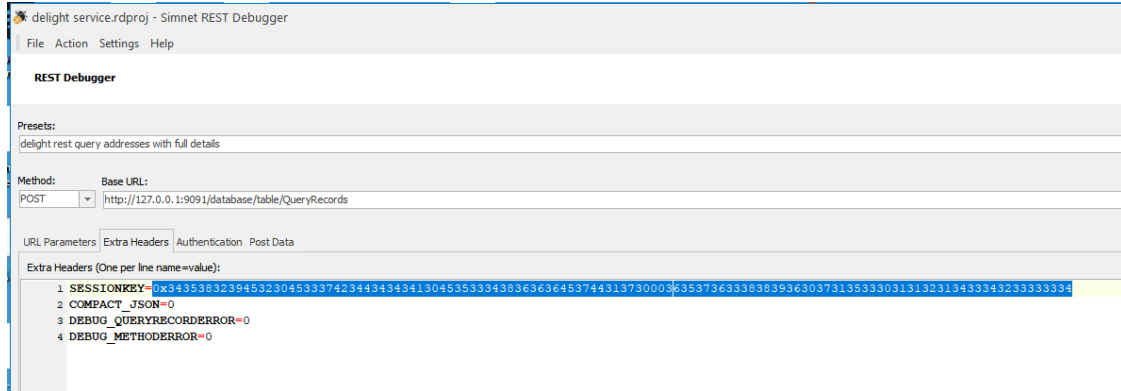 delight service.rdproj - Simnet REST Debugger
File Action Settings Help
REST Debugger
Presets:
delight rest query addresses with full details
Method: Base URL:
POST http://127.0.0.1:9091/database/table/QueryRecords
URL Parameters Extra Headers Authentication Post Data
Extra Headers (One per line name=value):
1 SESSIONKEY=
2 COMPACT_JSON=0
3 DEBUG_QUERYRECORDERROR=0
4 DEBUG_METHODERROR=0